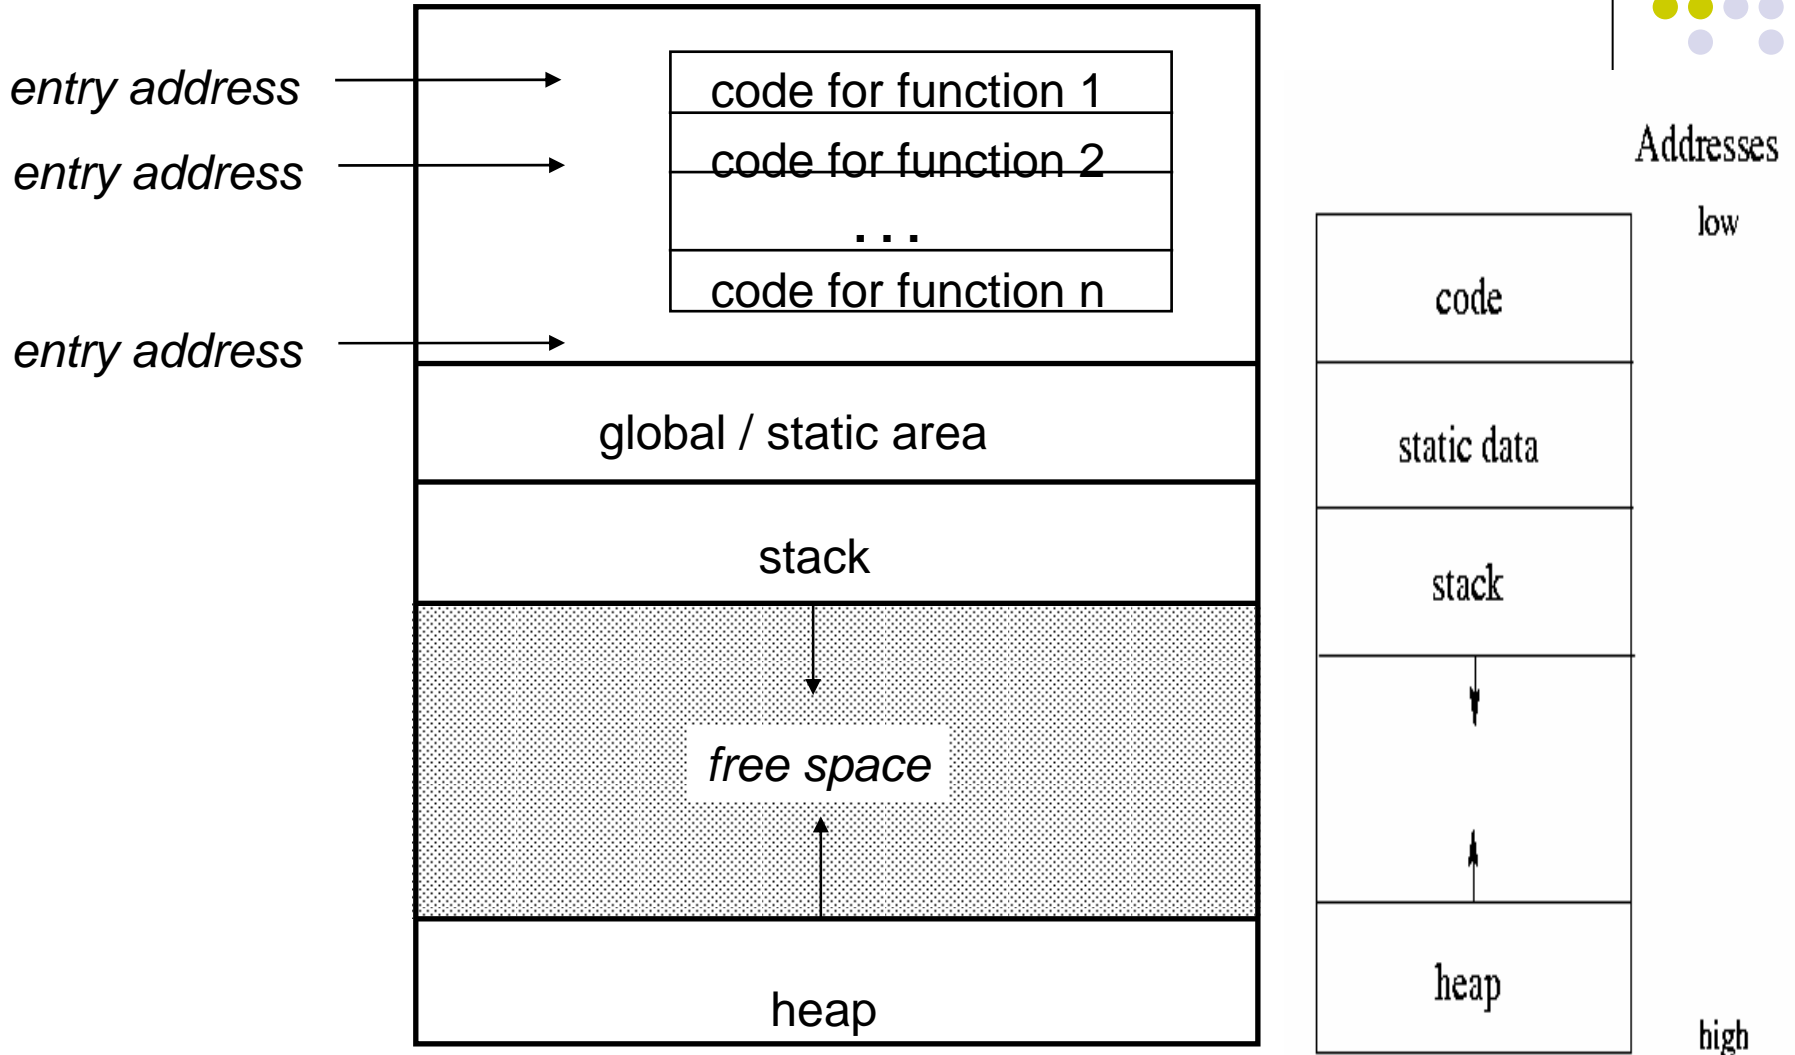 entry address
code for function 1
entry address
code for function 2
. . .
code for function n
entry address
global / static area
stack
free space
heap
Addresses
low
code
static data
stack
heap
high